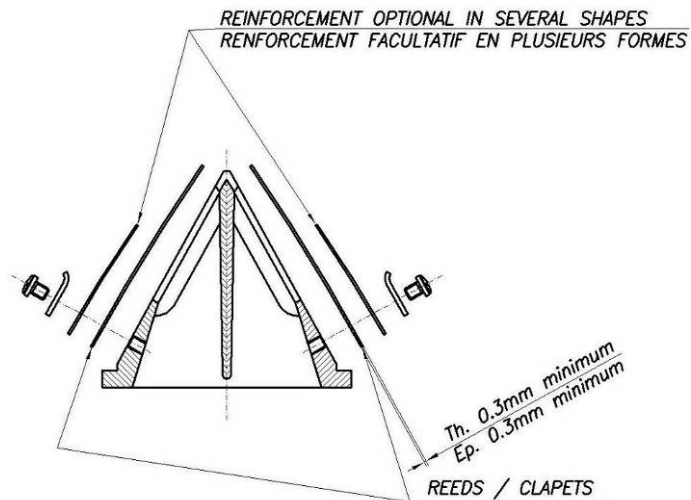 REINFORCEMENT OPTIONAL IN SEVERAL SHAPES
RENFORCEMENT FACULTATIF EN PLUSIEURS FORMES
Th. 0.3mm minimum
Ep. 0.3mm minimum
REEDS / CLAPETS